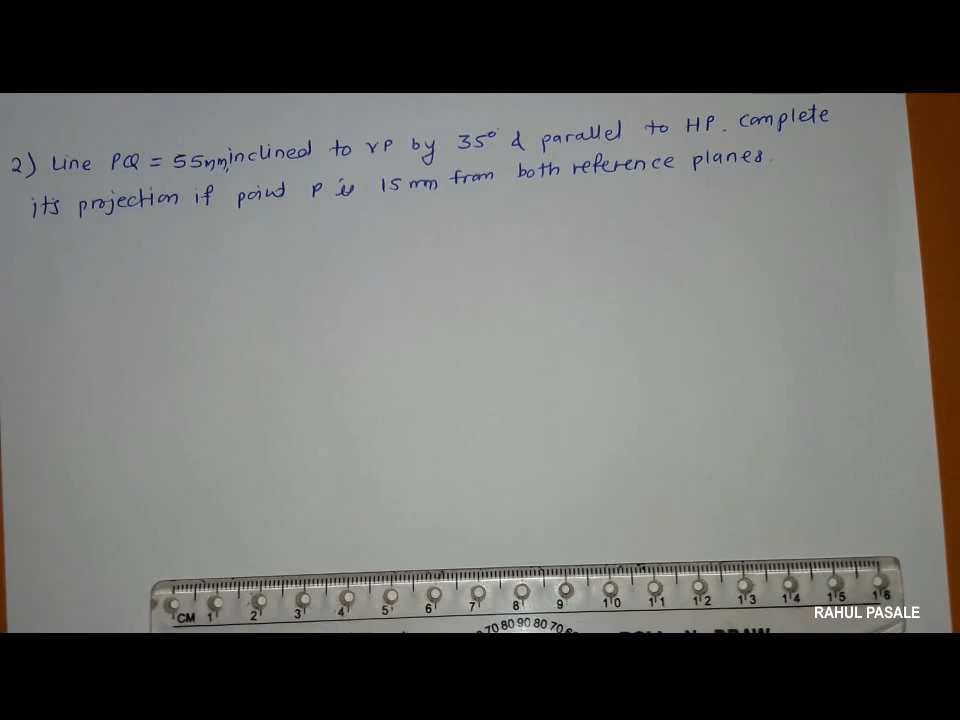 2) Line PQ = 55mm, inclined to VP by 35° & parallel to HP. complete
it's projection if point P is 15 mm from both reference planes.
CM 1 2 3 4 5 6 7 8 9 10 11 12 13 14 15 16
70 80 90 80 70
RAHUL PASALE